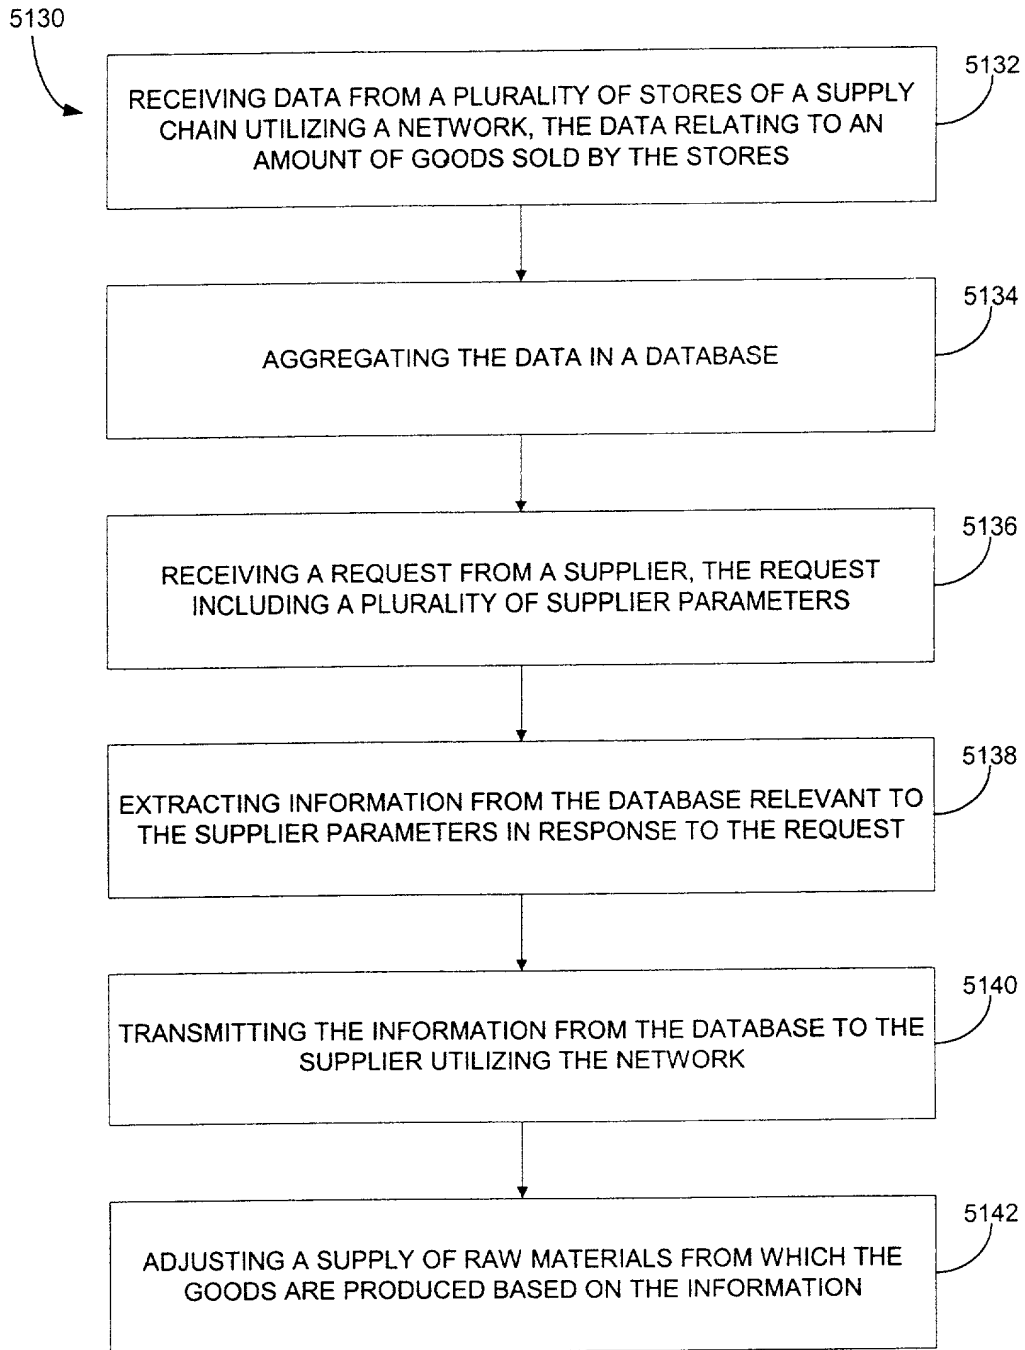 5130
5132
RECEIVING DATA FROM A PLURALITY OF STORES OF A SUPPLY
CHAIN UTILIZING A NETWORK, THE DATA RELATING TO AN
AMOUNT OF GOODS SOLD BY THE STORES
5134
AGGREGATING THE DATA IN A DATABASE
5136
RECEIVING A REQUEST FROM A SUPPLIER, THE REQUEST
INCLUDING A PLURALITY OF SUPPLIER PARAMETERS
5138
EXTRACTING INFORMATION FROM THE DATABASE RELEVANT TO
THE SUPPLIER PARAMETERS IN RESPONSE TO THE REQUEST
5140
TRANSMITTING THE INFORMATION FROM THE DATABASE TO THE
SUPPLIER UTILIZING THE NETWORK
5142
ADJUSTING A SUPPLY OF RAW MATERIALS FROM WHICH THE
GOODS ARE PRODUCED BASED ON THE INFORMATION